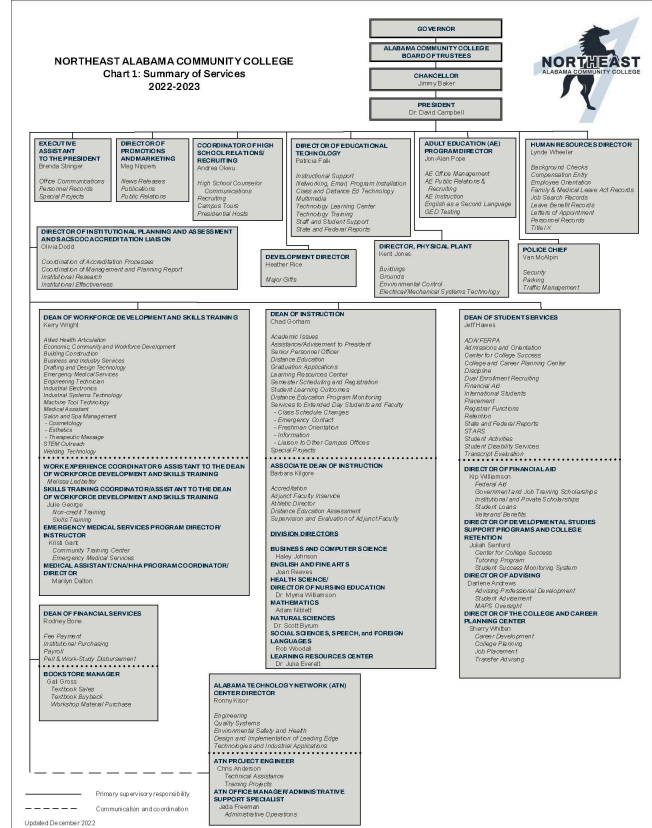 NORTHEAST ALABAMA COMMUNITY COLLEGE
Chart 1: Summary of Services
2022-2023
GOVERNOR
ALABAMA COMMUNITY COLLEGE
BOARD OF TRUSTEES
CHANCELLOR
Jimmy Baker
PRESIDENT
Dr. David Campbell
NORTHEAST
ALABAMA COMMUNITY COLLEGE
EXECUTIVE
ASSISTANT
TO THE PRESIDENT
Brenda Stringer
Office Communications
Personnel Records
Special Projects
DIRECTOR OF
PROMOTIONS
AND MARKETING
Meg Nippers
News Releases
Publications
Public Relations
COORDINATOR OF HIGH
SCHOOL RELATIONS/
RECRUITING
Andrea Okwu
High School Counselor
Communications
Recruiting
Campus Tours
Presidential Hosts
DIRECTOR OF EDUCATIONAL
TECHNOLOGY
Patricia Falk
Instructional Support
Networking, Email, Program Installation
Class and Distance Ed Technology
Multimedia
Technology Learning Center
Technology Training
Staff and Student Support
State and Federal Reports
ADULT EDUCATION (AE)
PROGRAM DIRECTOR
Jon-Alan Pope
AE Office Management
AE Public Relations &
Recruiting
AE Instruction
English as a Second Language
GED Testing
HUMAN RESOURCES DIRECTOR
Lynde Wheeler
Background Checks
Compensation Entry
Employee Orientation
Family & Medical Leave Act Records
Job Search Records
Leave Benefit Records
Letters of Appointment
Personnel Records
Title IX
DIRECTOR OF INSTITUTIONAL PLANNING AND ASSESSMENT
AND SACSCOC ACCREDITATION LIAISON
Olivia Dodd
Coordination of Accreditation Processes
Coordination of Management and Planning Report
Institutional Research
Institutional Effectiveness
DEVELOPMENT DIRECTOR
Heather Rice
Major Gifts
DIRECTOR, PHYSICAL PLANT
Kerit Jones
Buildings
Grounds
Environmental Control
Electrical/Mechanical Systems Technology
POLICE CHIEF
Van McAlpin
Security
Parking
Traffic Management
DEAN OF WORKFORCE DEVELOPMENT AND SKILLS TRAINING
Kerry Wright
Allied Health Articulation
Economic, Community and Workforce Development
Building Construction
Business and Industry Services
Drafting and Design Technology
Emergency Medical Services
Engineering Technician
Industrial Electronics
Industrial Systems Technology
Machine Tool Technology
Medical Assistant
Salon and Spa Management
- Cosmetology
- Esthetics
- Therapeutic Massage
STEM Outreach
Welding Technology
WORK EXPERIENCE COORDINATOR & ASSISTANT TO THE DEAN
OF WORKFORCE DEVELOPMENT AND SKILLS TRAINING
Melissa Ledbetter
SKILLS TRAINING COORDINATOR/ASSISTANT TO THE DEAN
OF WORKFORCE DEVELOPMENT AND SKILLS TRAINING
Julie George
Non-credit Training
Skills Training
EMERGENCY MEDICAL SERVICES PROGRAM DIRECTOR/
INSTRUCTOR
Kristi Gant
Community Training Center
Emergency Medical Services
MEDICAL ASSISTANT/CNA/HHA PROGRAM COORDINATOR/
DIRECTOR
Marilyn Dalton
DEAN OF INSTRUCTION
Chad Gorham
Academic Issues
Assistance/Advisement to President
Senior Personnel Officer
Distance Education
Graduation Applications
Learning Resources Center
Semester Scheduling and Registration
Student Learning Outcomes
Distance Education Program Monitoring
Services to Extended Day Students and Faculty
- Class Schedule Changes
- Emergency Contact
- Freshman Orientation
- Information
- Liaison to Other Campus Offices
Special Projects
ASSOCIATE DEAN OF INSTRUCTION
Barbara Kilgore
Accreditation
Adjunct Faculty Inservice
Athletic Director
Distance Education Assessment
Supervision and Evaluation of Adjunct Faculty
DIVISION DIRECTORS
BUSINESS AND COMPUTER SCIENCE
Haley Johnson
ENGLISH AND FINE ARTS
Joan Reeves
HEALTH SCIENCE/
DIRECTOR OF NURSING EDUCATION
Dr. Myrna Williamson
MATHEMATICS
Adam Niblett
NATURAL SCIENCES
Dr. Scott Byrum
SOCIAL SCIENCES, SPEECH, and FOREIGN
LANGUAGES
Rob Woodall
LEARNING RESOURCES CENTER
Dr. Julia Everett
DEAN OF STUDENT SERVICES
Jeff Hawes
ADA/FERPA
Admissions and Orientation
Center for College Success
College and Career Planning Center
Discipline
Dual Enrollment Recruiting
Financial Aid
International Students
Placement
Registrar Functions
Retention
State and Federal Reports
STARS
Student Activities
Student Disability Services
Transcript Evaluation
DIRECTOR OF FINANCIAL AID
Kip Williamson
Federal Aid
Government and Job Training Scholarships
Institutional and Private Scholarships
Student Loans
Veterans' Benefits
DIRECTOR OF DEVELOPMENTAL STUDIES
SUPPORT PROGRAMS AND COLLEGE
RETENTION
Juliah Sanford
Center for College Success
Tutoring Program
Student Success Monitoring System
DIRECTOR OF ADVISING
Darlene Andrews
Advising Professional Development
Student Advisement
MAPS Oversight
DIRECTOR OF THE COLLEGE AND CAREER
PLANNING CENTER
Sherry Whitten
Career Development
College Planning
Job Placement
Transfer Advising
DEAN OF FINANCIAL SERVICES
Rodney Bone
Fee Payment
Institutional Purchasing
Payroll
Pell & Work-Study Disbursement
BOOKSTORE MANAGER
Gail Gross
Textbook Sales
Textbook Buyback
Workshop Material Purchase
ALABAMA TECHNOLOGY NETWORK (ATN)
CENTER DIRECTOR
Ronny Kisor
Engineering
Quality Systems
Environmental Safety and Health
Design and Implementation of Leading Edge
Technologies and Industrial Applications
ATN PROJECT ENGINEER
Chris Anderson
Technical Assistance
Training Projects
ATN OFFICE MANAGER/ADMINISTRATIVE
SUPPORT SPECIALIST
Jada Freeman
Administrative Operations
Primary supervisory responsibility
Communication and coordination
Updated December 2022